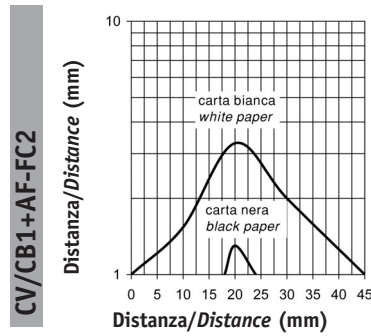 CV/CB1+AF-FC2
Distanza/Distance (mm)
10
carta bianca
white paper
carta nera
black paper
1
0 5 10 15 20 25 30 35 40 45
Distanza/Distance (mm)